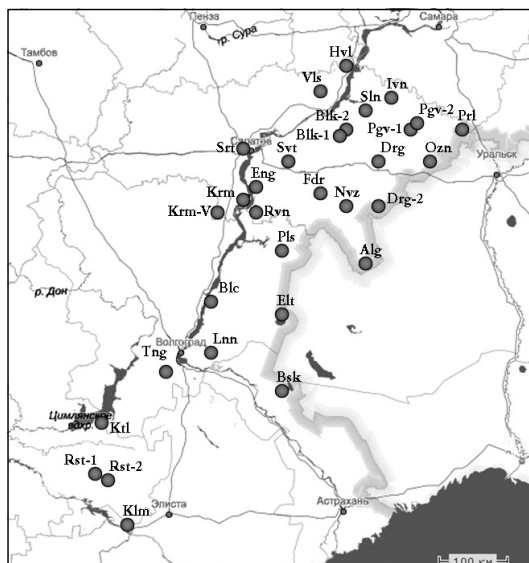 Пенза
р. Сура
Самара
Тамбов
Hvl
Vls
Ivn
Sln
Blk-2
Pgv-2
Prl
Blk-1
Pgv-1
Саратов
Srt
Svt
Drg
Ozn
Уральск
Eng
Fdr
Krm
Nvz
Drg-2
Krm-V
Rvn
Pls
Alg
р. Дон
Blc
Elt
Волгоград
Lnn
Tng
Bsk
Цимлянское
вдхр.
Ktl
Rst-1
Rst-2
Элиста
Астрахань
Klm
100 км